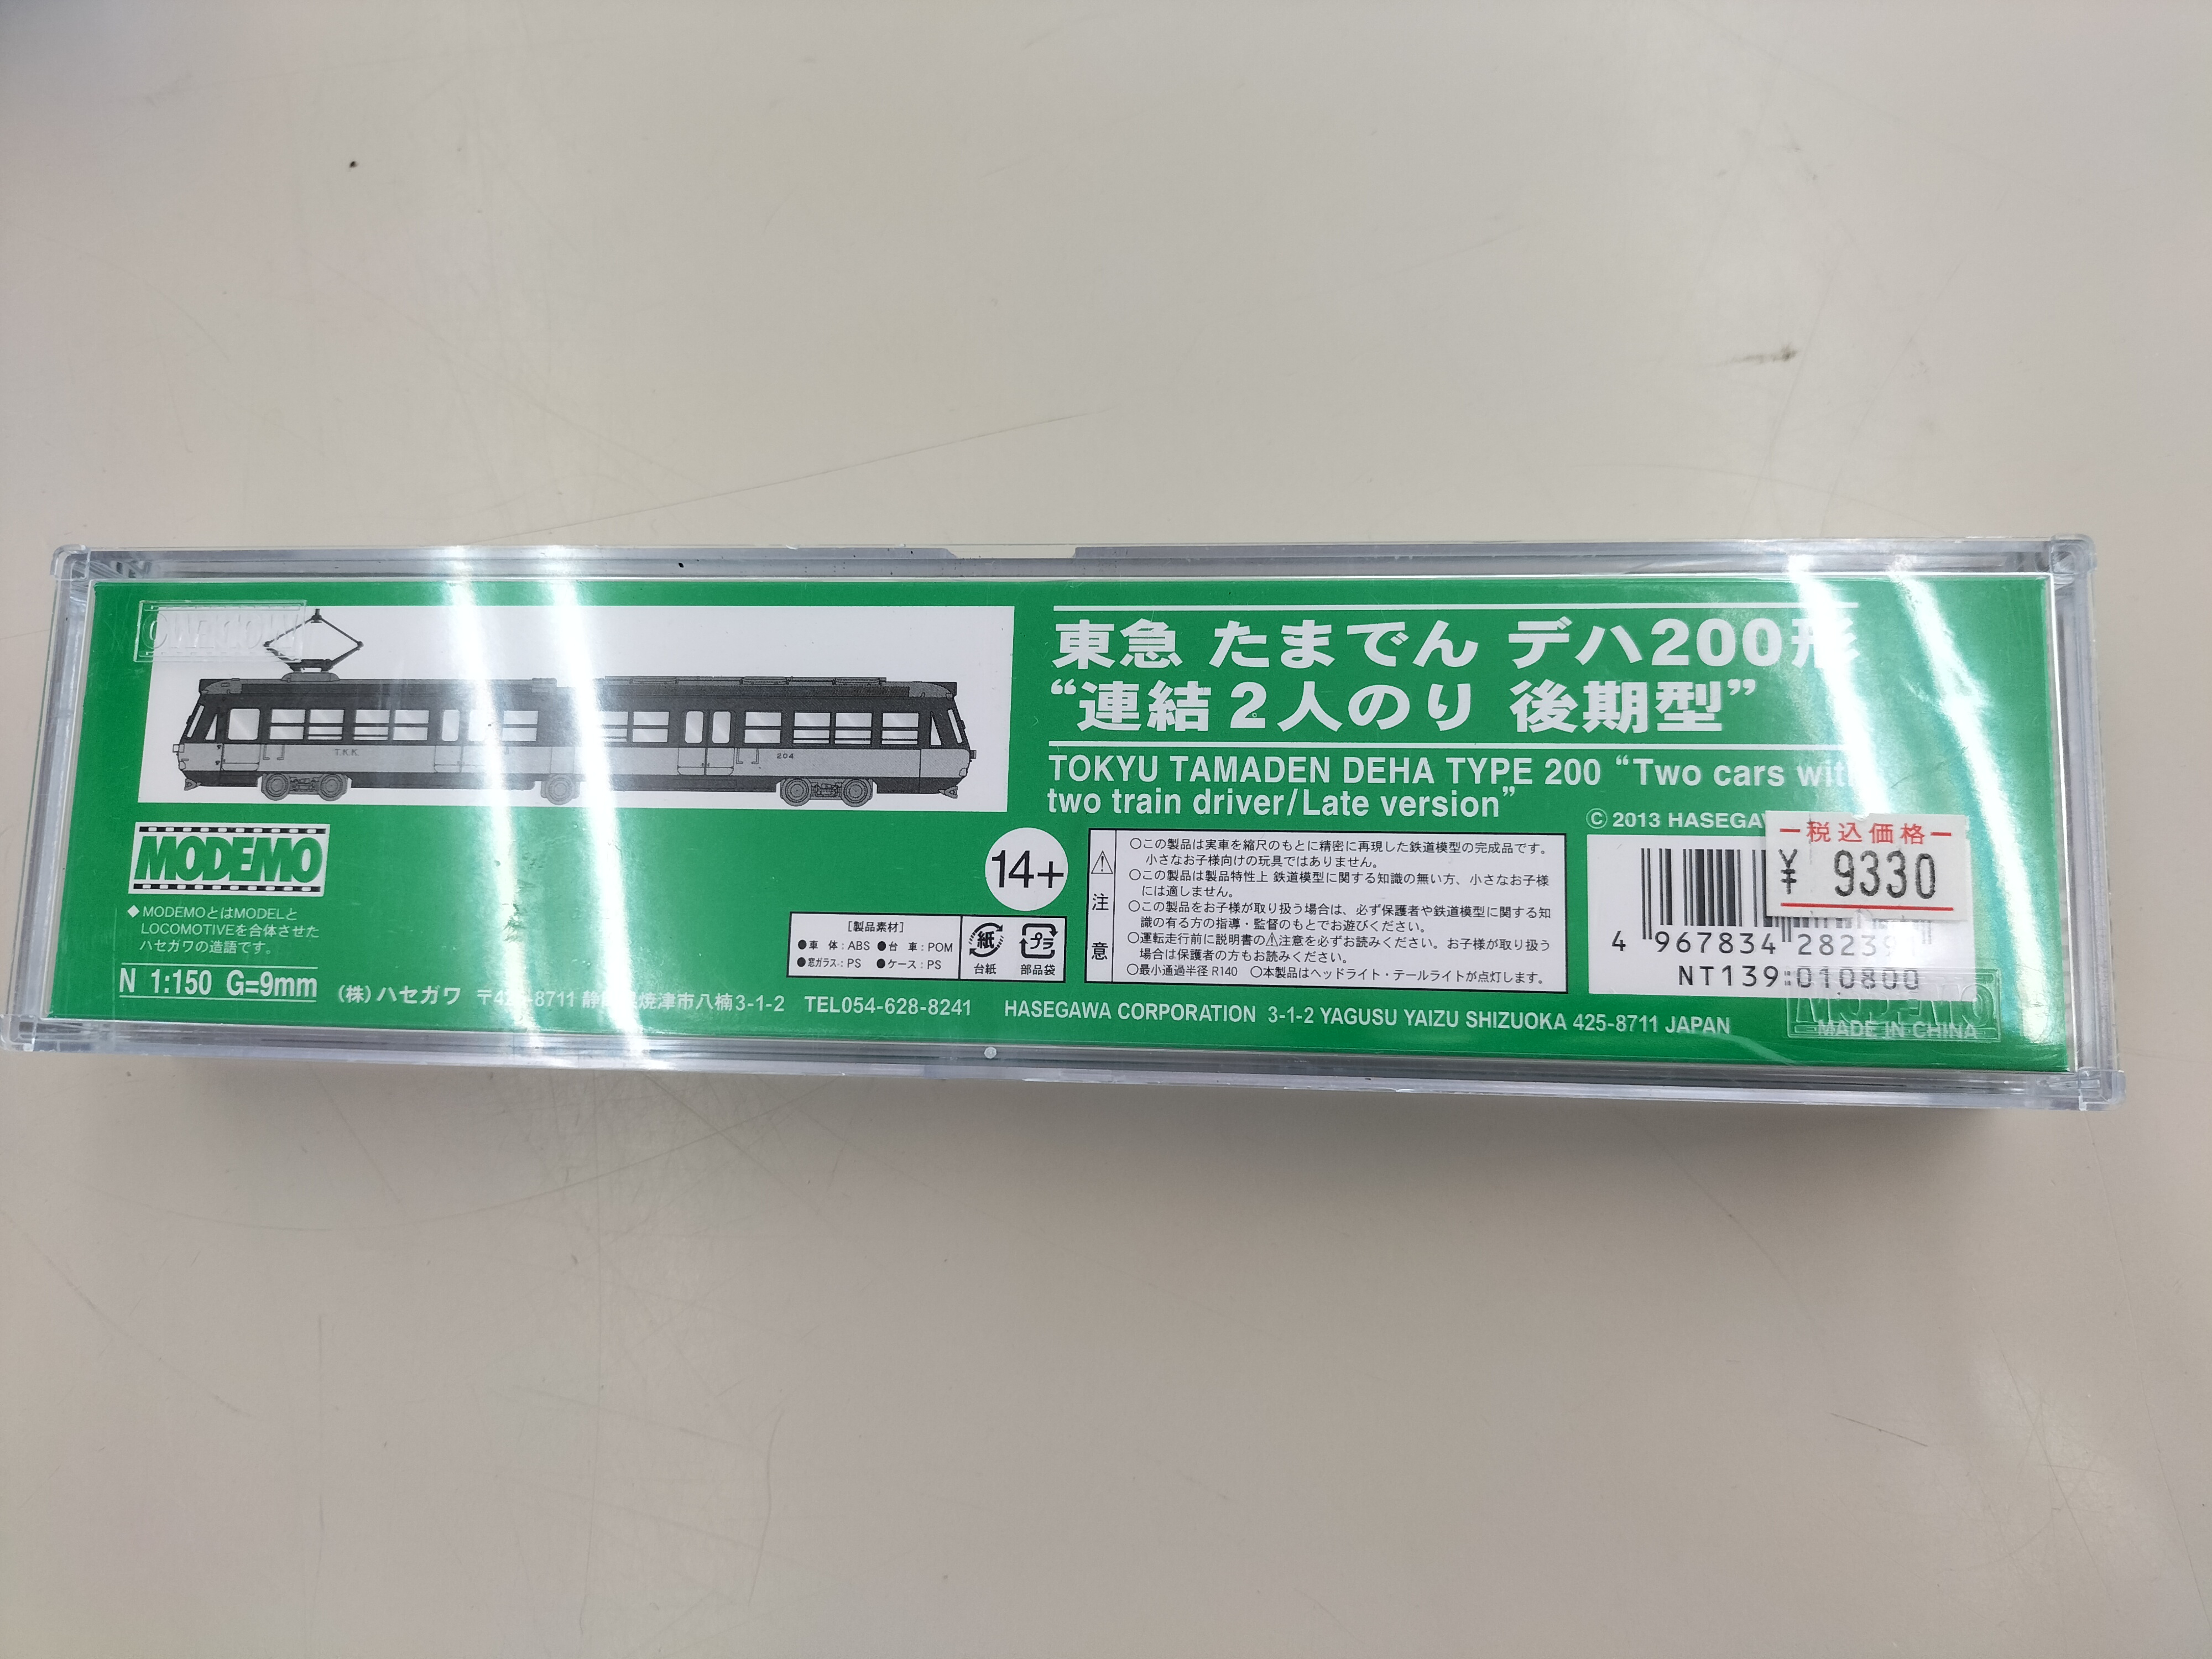 東急 たまでん デハ200形
“連結2人のり 後期型”
TOKYU TAMADEN DEHA TYPE 200 “Two cars with
two train driver/Late version”
T.K.K.
204
MODEMO
◆MODEMOとはMODELと
LOCOMOTIVEを合体させた
ハセガワの造語です。
N 1:150 G=9mm
14+
[製品素材]
●車 体:ABS ●台 車:POM
●窓ガラス:PS ●ケース:PS
紙
台紙
プラ
部品袋
注意
○この製品は実車を縮尺のもとに精密に再現した鉄道模型の完成品です。
小さなお子様向けの玩具ではありません。
○この製品は製品特性上 鉄道模型に関する知識の無い方、小さなお子様
には適しません。
○この製品をお子様が取り扱う場合は、必ず保護者や鉄道模型に関する知
識の有る方の指導・監督のもとでお遊びください。
○運転走行前に説明書の⚠注意を必ずお読みください。お子様が取り扱う
場合は保護者の方もお読みください。
○最小通過半径 R140 ○本製品はヘッドライト・テールライトが点灯します。
© 2013
税込価格
¥ 9330
4 967834
NT139 010800
(株)ハセガワ
焼津市八楠3-1-2 TEL054-628-8241
HASEGAWA CORPORATION 3-1-2 YAGUSU YAIZU SHIZUOKA 425-8711 JAPAN
MODEMO
MADE IN CHINA